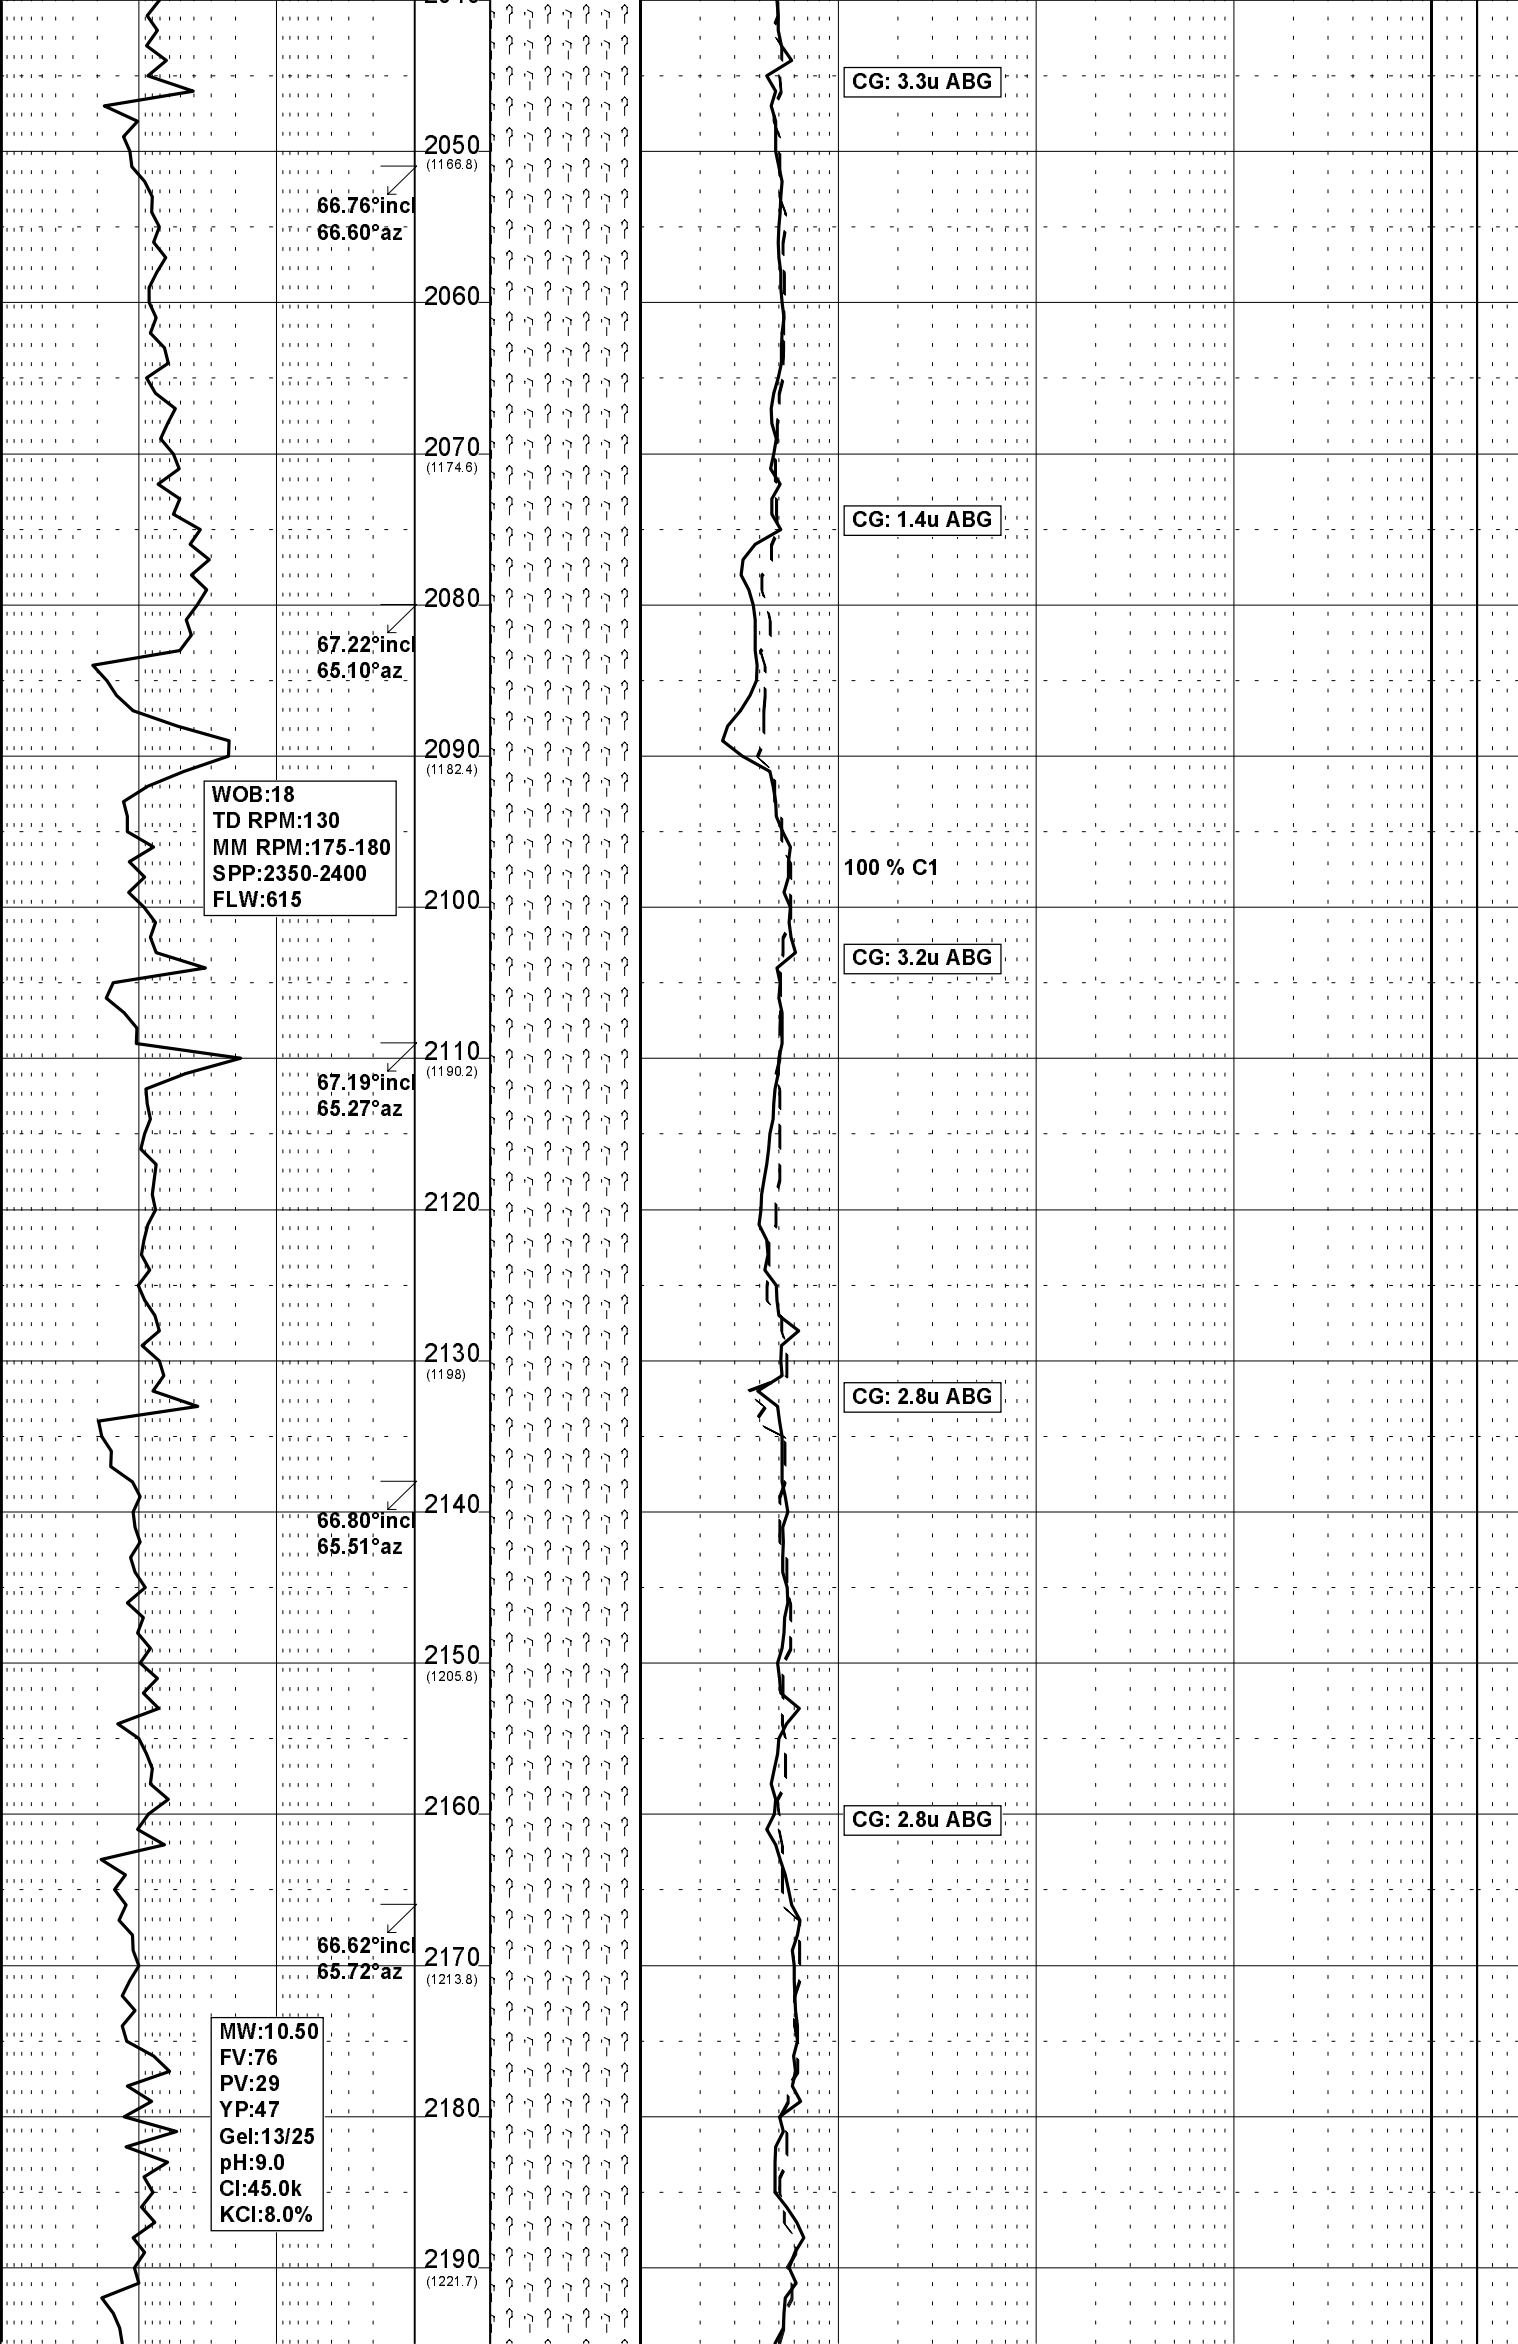 CG: 3.3u ABG
2050
(1166.8)
66.76°incl
66.60°az
2060
2070
(1174.6)
CG: 1.4u ABG
2080
67.22°incl
65.10°az
2090
(1182.4)
WOB:18
TD RPM:130
MM RPM:175-180
SPP:2350-2400
FLW:615
100 % C1
2100
CG: 3.2u ABG
2110
(1190.2)
67.19°incl
65.27°az
2120
2130
(1198)
CG: 2.8u ABG
2140
66.80°incl
65.51°az
2150
(1205.8)
2160
CG: 2.8u ABG
66.62°incl
65.72°az
2170
(1213.8)
MW:10.50
FV:76
PV:29
YP:47
Gel:13/25
pH:9.0
Cl:45.0k
KCl:8.0%
2180
2190
(1221.7)